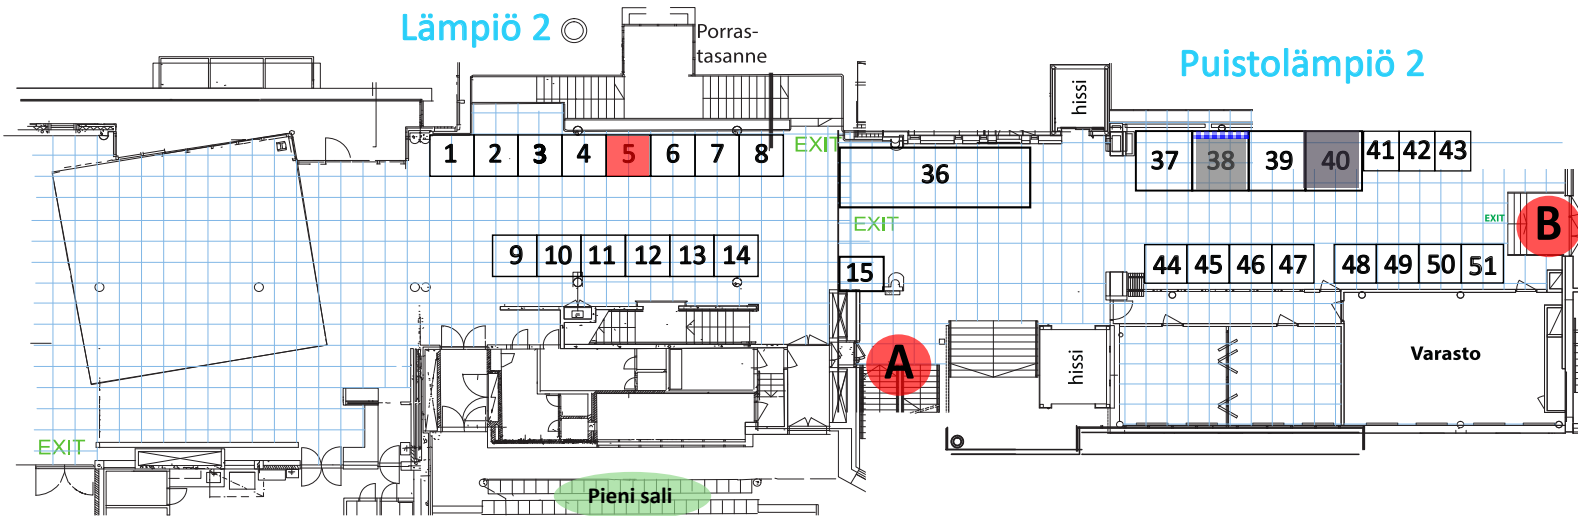 Lämpiö 2
Porras-
tasanne
Puistolämpiö 2
hissi
1 2 3 4 5 6 7 8
EXIT
36
37 38 39 40 41 42 43
EXIT
EXIT
B
9 10 11 12 13 14
15
44 45 46 47 48 49 50 51
A
hissi
Varasto
EXIT
Pieni sali